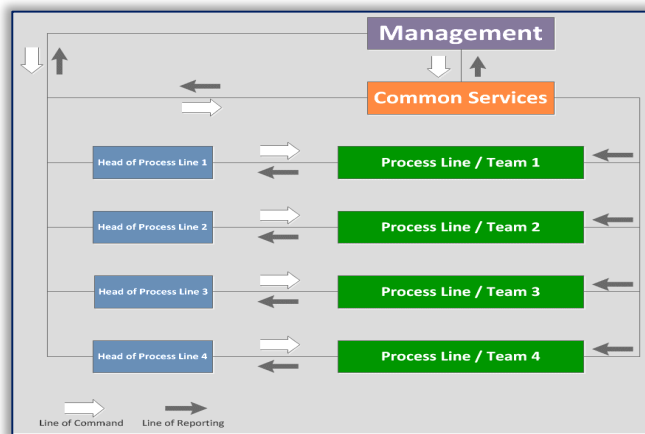 Management
Common Services
Head of Process Line 1
Process Line / Team 1
Head of Process Line 2
Process Line / Team 2
Head of Process Line 3
Process Line / Team 3
Head of Process Line 4
Process Line / Team 4
Line of Command
Line of Reporting